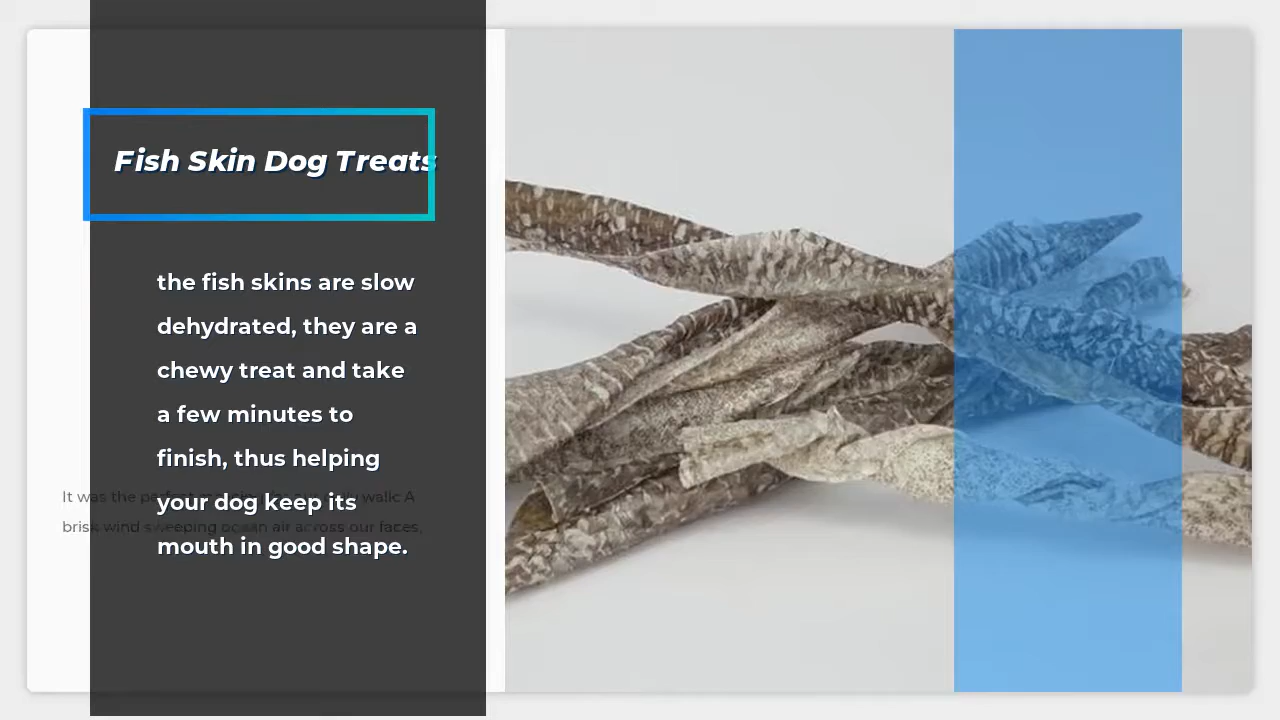 Fish Skin Dog Treats
the fish skins are slow
dehydrated, they are a
chewy treat and take
a few minutes to
finish, thus helping
your dog keep its
mouth in good shape.
It was the perfect walk: A
brisk wind sweeping ocean air across our faces,